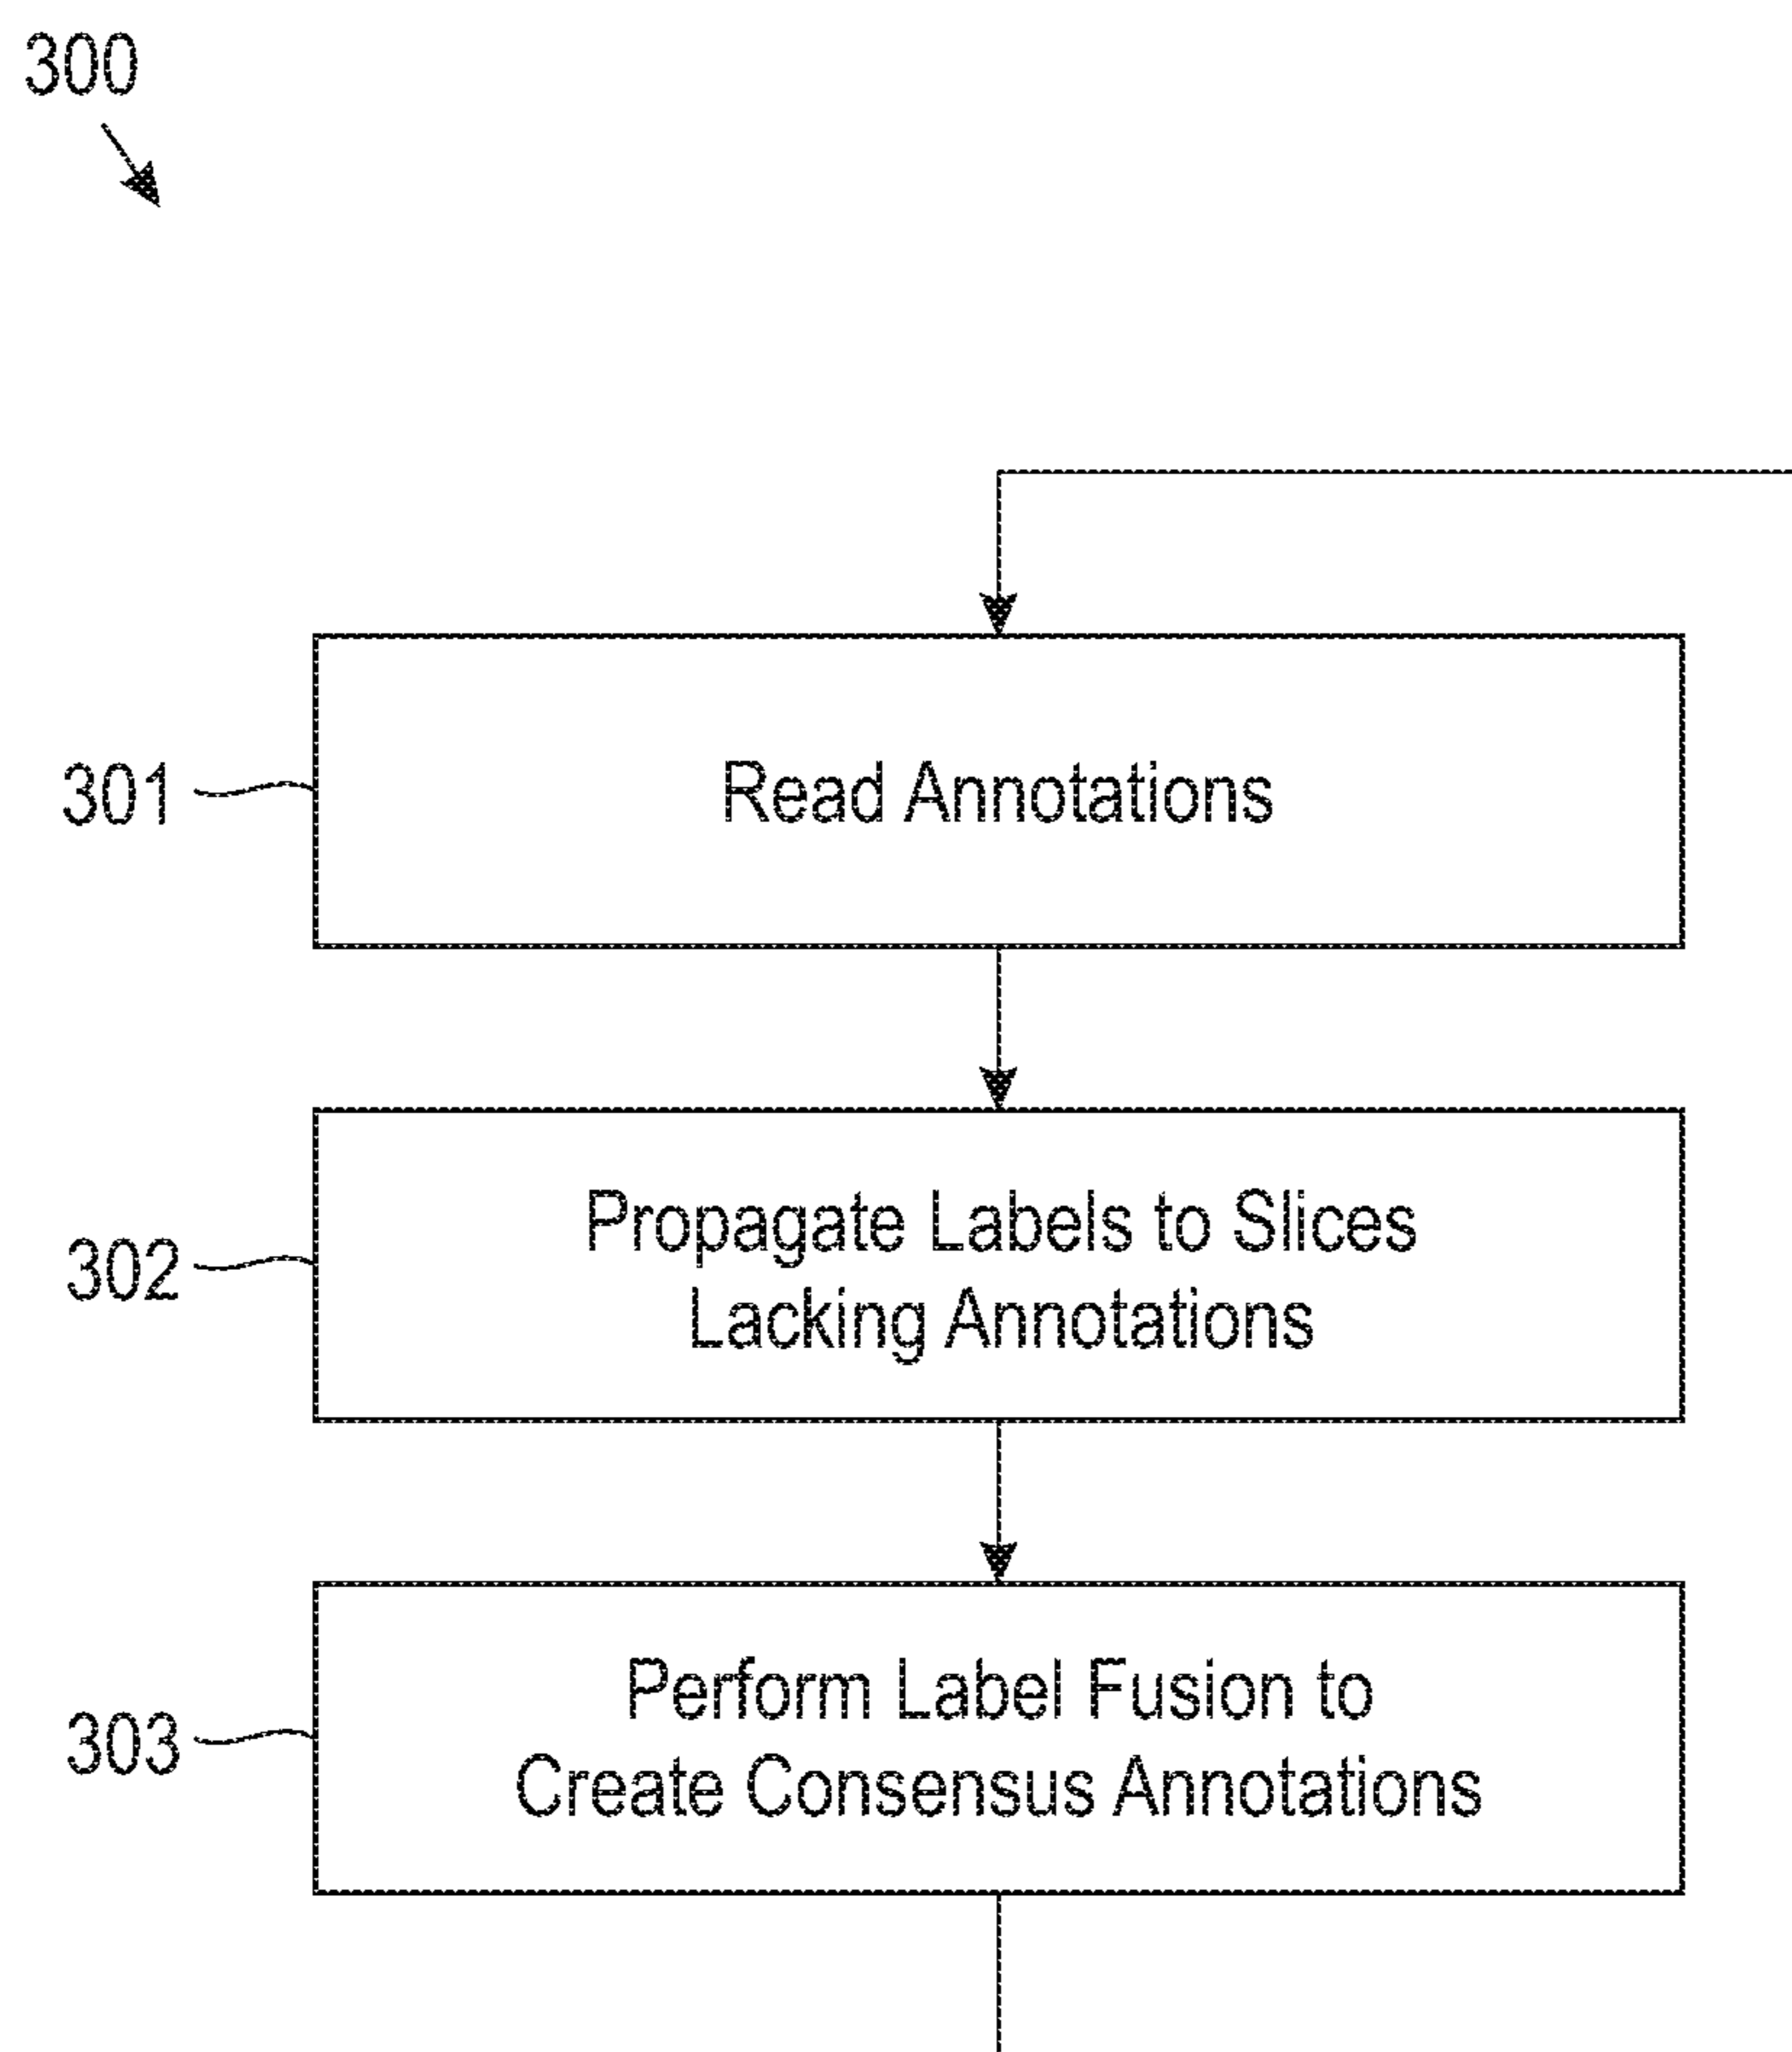 300
301
Read Annotations
302
Propagate Labels to Slices
Lacking Annotations
303
Perform Label Fusion to
Create Consensus Annotations